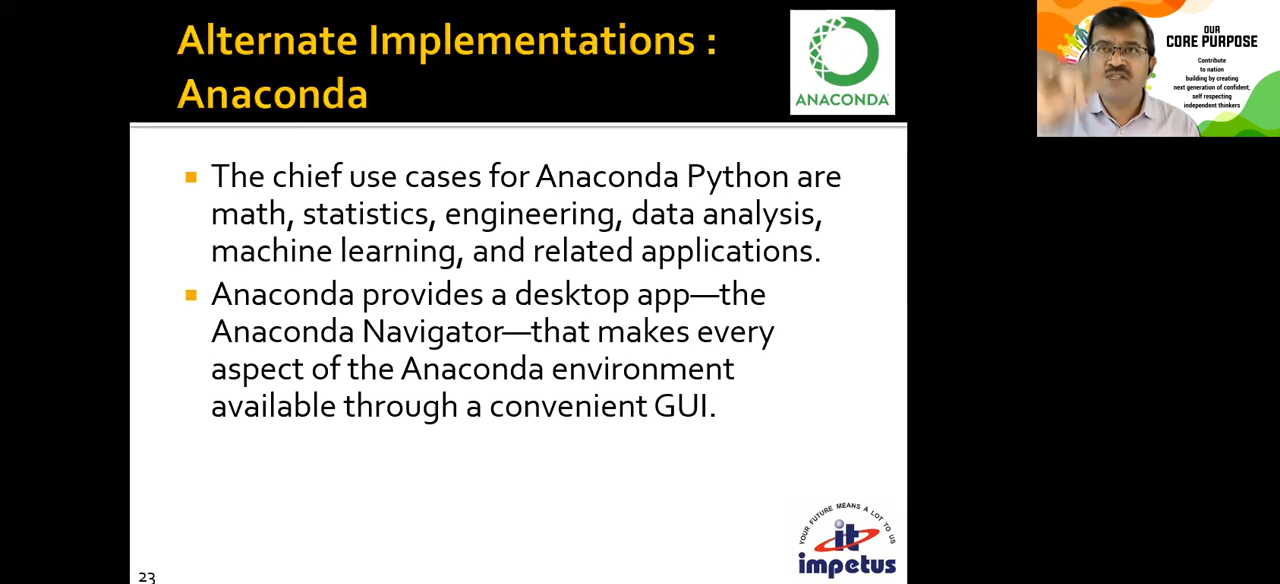 Alternate Implementations :
Anaconda
ANACONDA
OUR
CORE PURPOSE
Contribute
to nation
building by creating
next generation of confident,
self respecting
independent thinkers
The chief use cases for Anaconda Python are
math, statistics, engineering, data analysis,
machine learning, and related applications.
Anaconda provides a desktop app—the
Anaconda Navigator—that makes every
aspect of the Anaconda environment
available through a convenient GUI.
YOUR FUTURE MEANS A LOT TO US
it
impetus
23